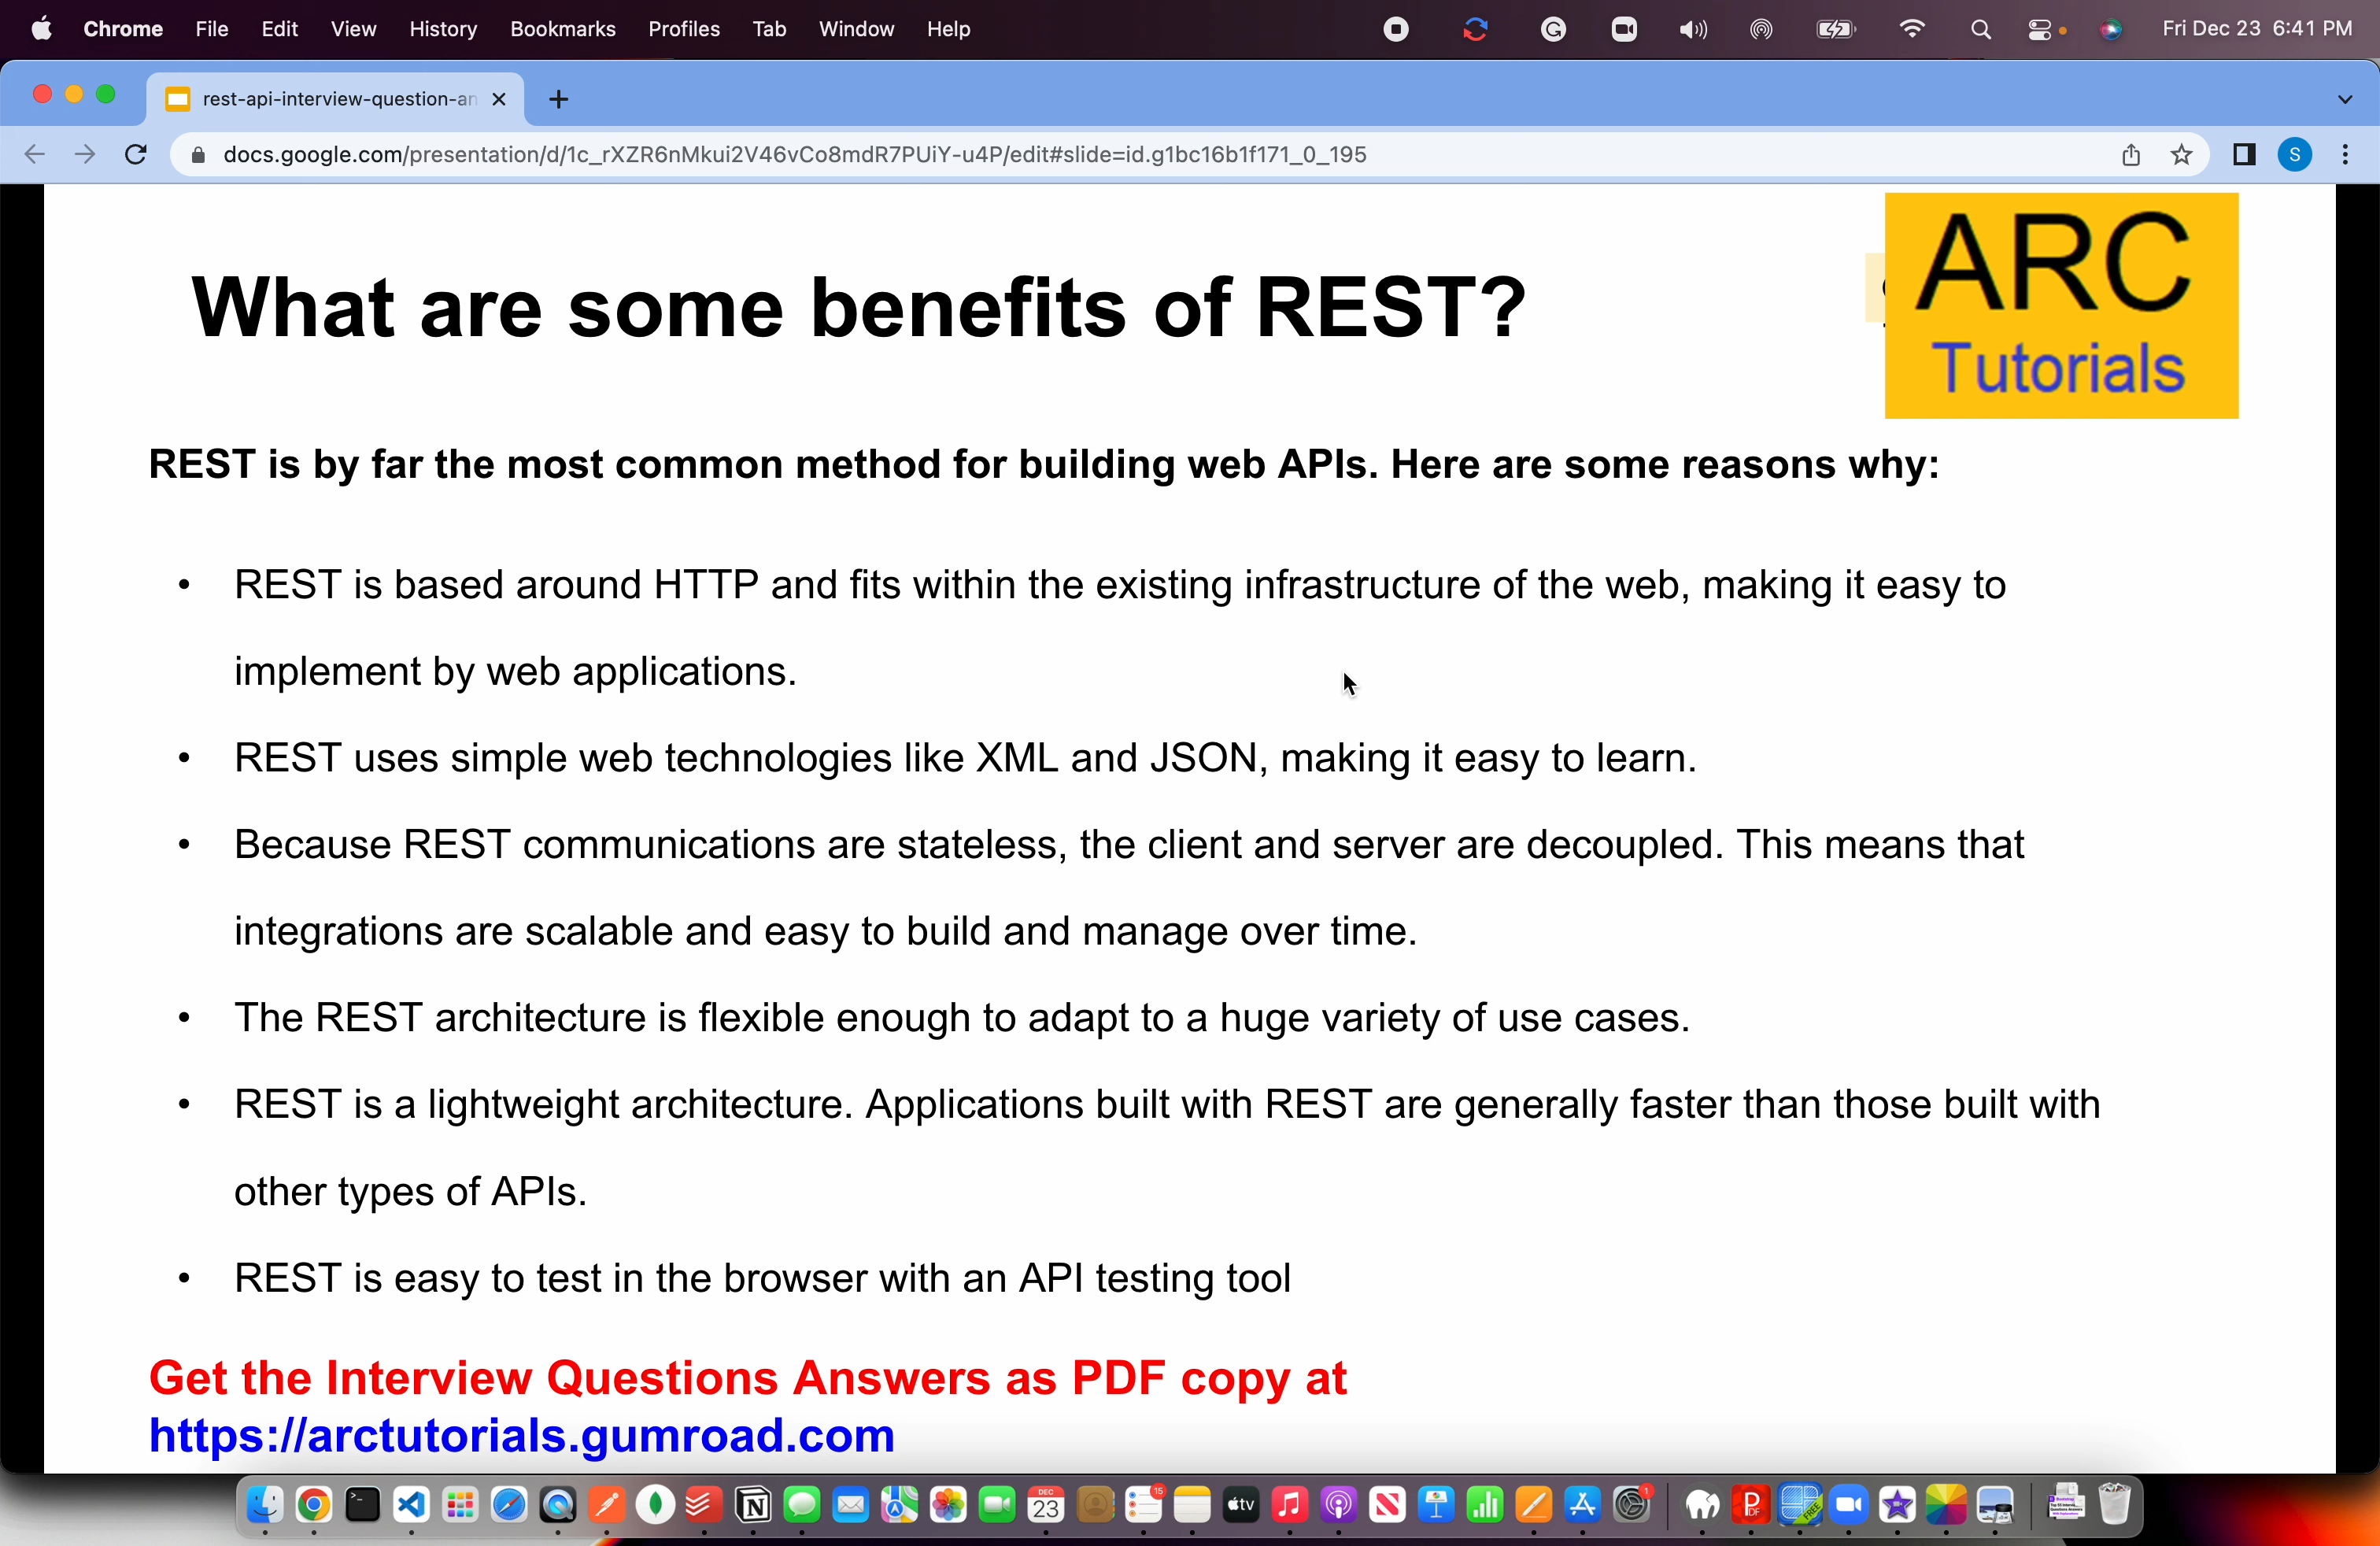 Chrome File Edit View History Bookmarks Profiles Tab Window Help Fri Dec 23 6:41 PM
rest-api-interview-question-an
docs.google.com/presentation/d/1c_rXZR6nMkui2V46vCo8mdR7PUiY-u4P/edit#slide=id.g1bc16b1f171_0_195
S
ARC
Tutorials
What are some benefits of REST?
REST is by far the most common method for building web APIs. Here are some reasons why:
• REST is based around HTTP and fits within the existing infrastructure of the web, making it easy to
implement by web applications.
• REST uses simple web technologies like XML and JSON, making it easy to learn.
• Because REST communications are stateless, the client and server are decoupled. This means that
integrations are scalable and easy to build and manage over time.
• The REST architecture is flexible enough to adapt to a huge variety of use cases.
• REST is a lightweight architecture. Applications built with REST are generally faster than those built with
other types of APIs.
• REST is easy to test in the browser with an API testing tool
Get the Interview Questions Answers as PDF copy at
https://arctutorials.gumroad.com
DEC
23
15
tv
1
PDF
FREE